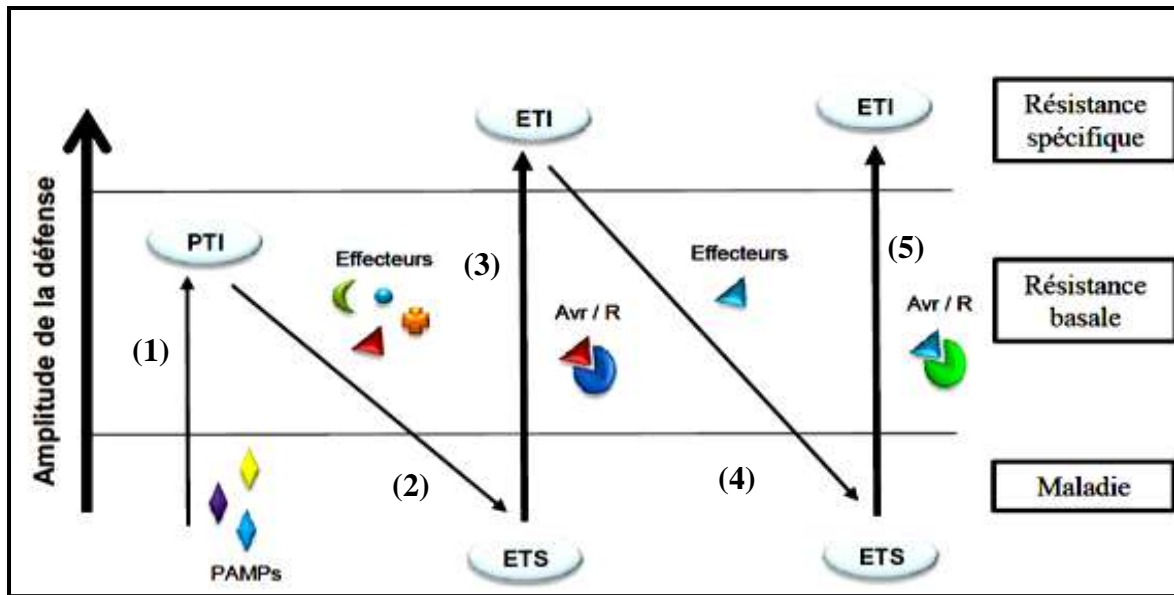 ETI
ETI
Résistance
spécifique
Amplitude de la défense
PTI
Effecteurs
(3)
Effecteurs
(5)
Résistance
basale
(1)
Avr / R
Avr / R
(2)
(4)
Maladie
PAMPs
ETS
ETS